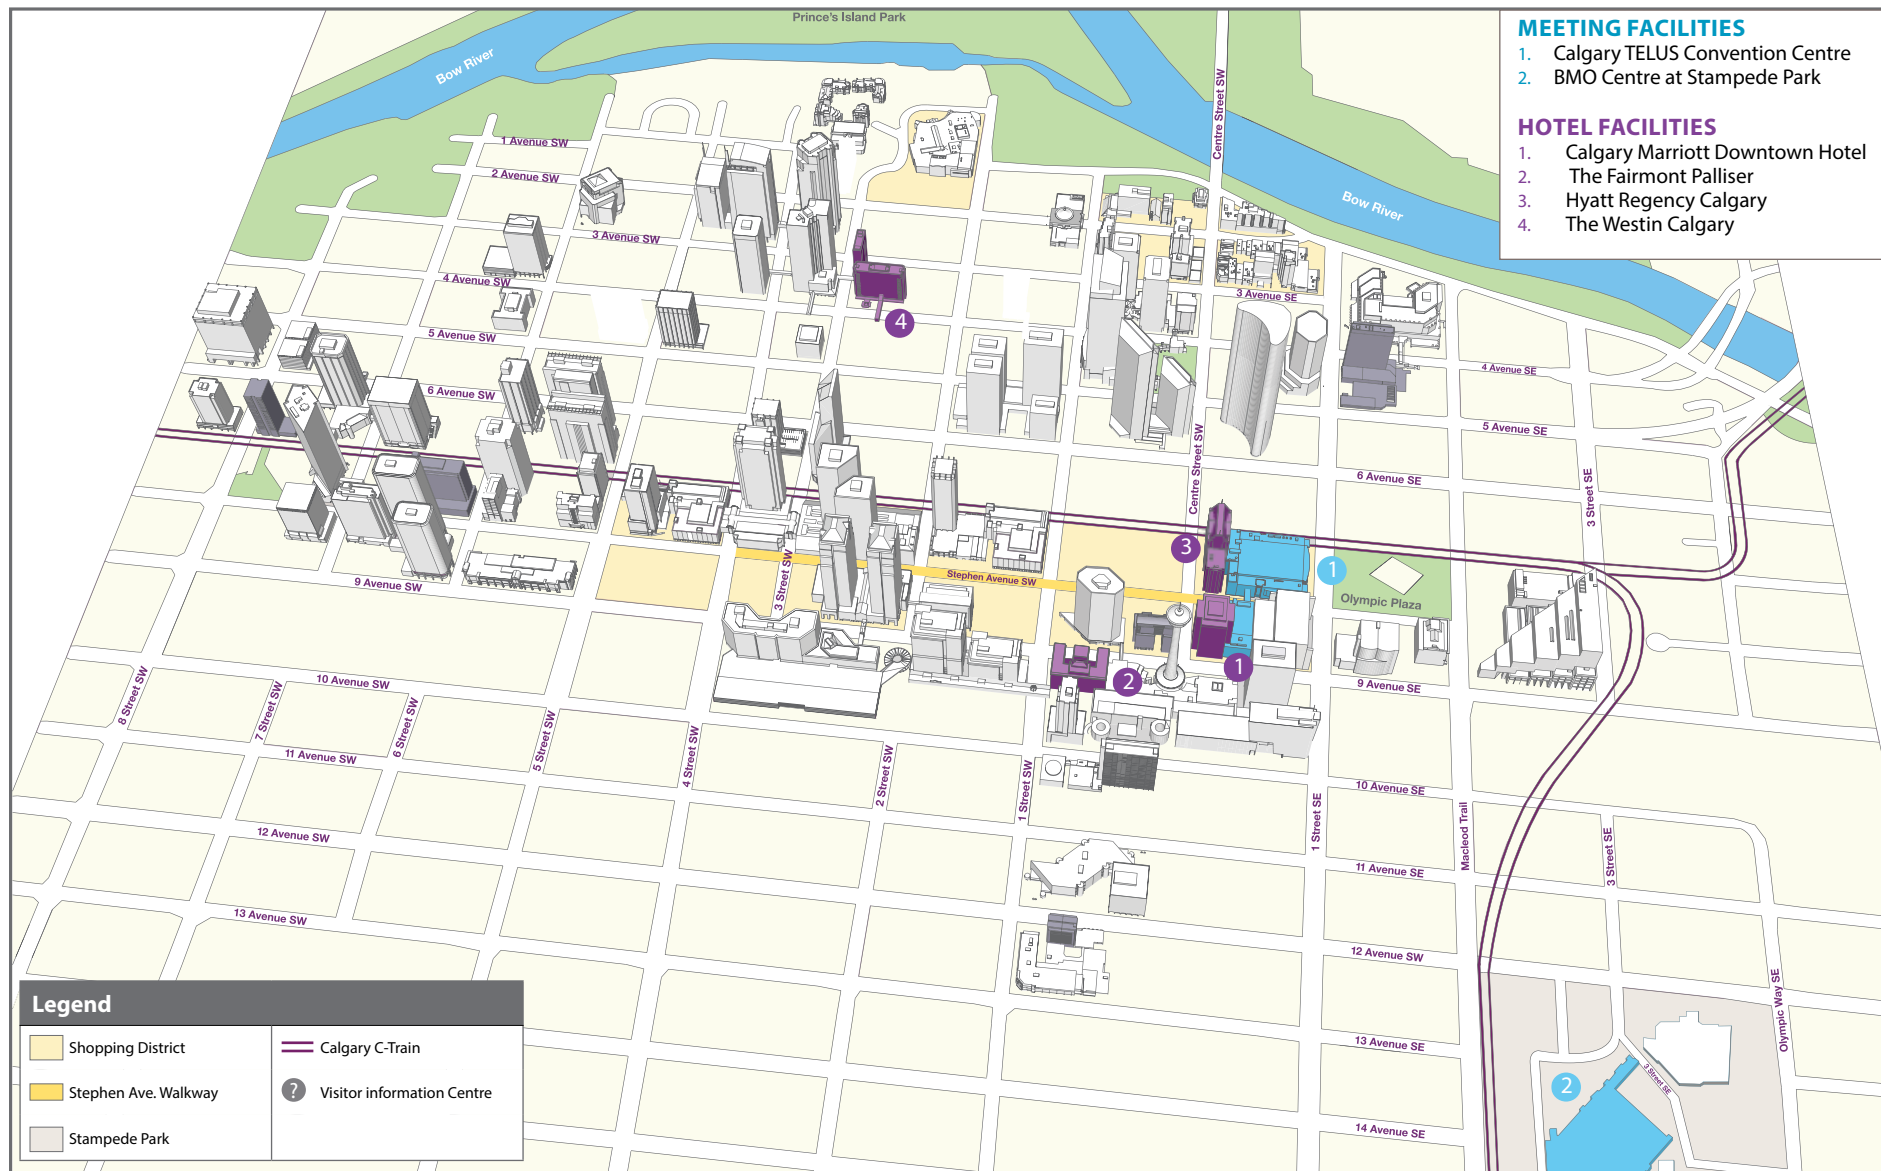 Prince's Island Park
MEETING FACILITIES
1. Calgary TELUS Convention Centre
2. BMO Centre at Stampede Park
HOTEL FACILITIES
1. Calgary Marriott Downtown Hotel
2. The Fairmont Palliser
3. Hyatt Regency Calgary
4. The Westin Calgary
Bow River
Centre Street SW
1 Avenue SW
2 Avenue SW
Bow River
3 Avenue SW
4 Avenue SW
3 Avenue SE
4
5 Avenue SW
4 Avenue SE
6 Avenue SW
5 Avenue SE
Centre Street SW
6 Avenue SE
3 Street SE
3
1
Stephen Avenue SW
9 Avenue SW
3 Street SW
Olympic Plaza
1
2
10 Avenue SW
9 Avenue SE
8 Street SW
7 Street SW
6 Street SW
5 Street SW
4 Street SW
2 Street SW
1 Street SW
11 Avenue SW
10 Avenue SE
1 Street SE
Macleod Trail
3 Street SE
12 Avenue SW
11 Avenue SE
13 Avenue SW
12 Avenue SW
Olympic Way SE
13 Avenue SE
3 Street SE
2
14 Avenue SE
Legend
Shopping District
Calgary C-Train
Stephen Ave. Walkway
? Visitor information Centre
Stampede Park